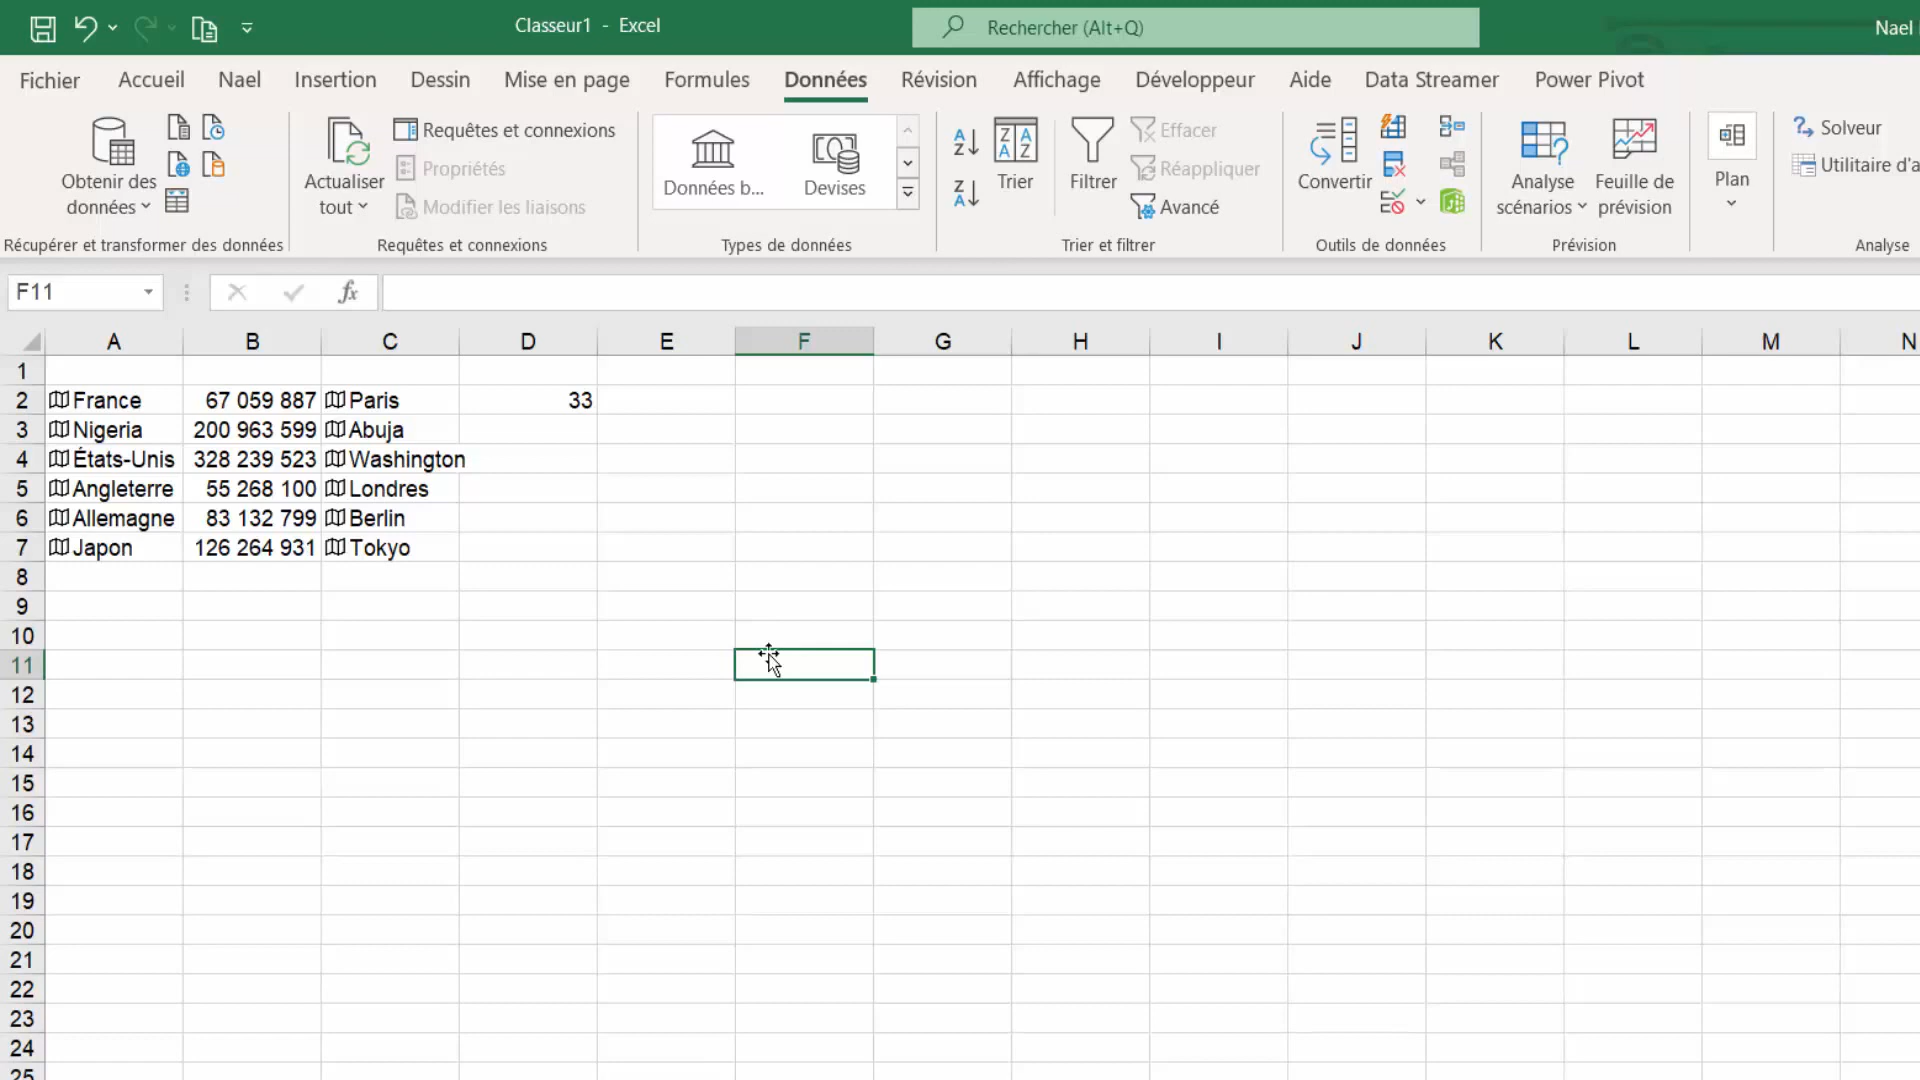 Classeur1 - Excel
Rechercher (Alt+Q)
Nael
Fichier Accueil Nael Insertion Dessin Mise en page Formules Données Révision Affichage Développeur Aide Data Streamer Power Pivot
Obtenir des
données
Récupérer et transformer des données
Actualiser
tout
Requêtes et connexions
Propriétés
Modifier les liaisons
Requêtes et connexions
Données b...
Devises
Types de données
Trier
Filtrer
Effacer
Réappliquer
Avancé
Trier et filtrer
Convertir
Outils de données
Analyse
scénarios
Feuille de
prévision
Prévision
Plan
Solveur
Utilitaire d'a
Analyse
F11
fx
A B C D E F G H I J K L M N
1
2 France 67 059 887 Paris 33
3 Nigeria 200 963 599 Abuja
4 États-Unis 328 239 523 Washington
5 Angleterre 55 268 100 Londres
6 Allemagne 83 132 799 Berlin
7 Japon 126 264 931 Tokyo
8
9
10
11
12
13
14
15
16
17
18
19
20
21
22
23
24
25